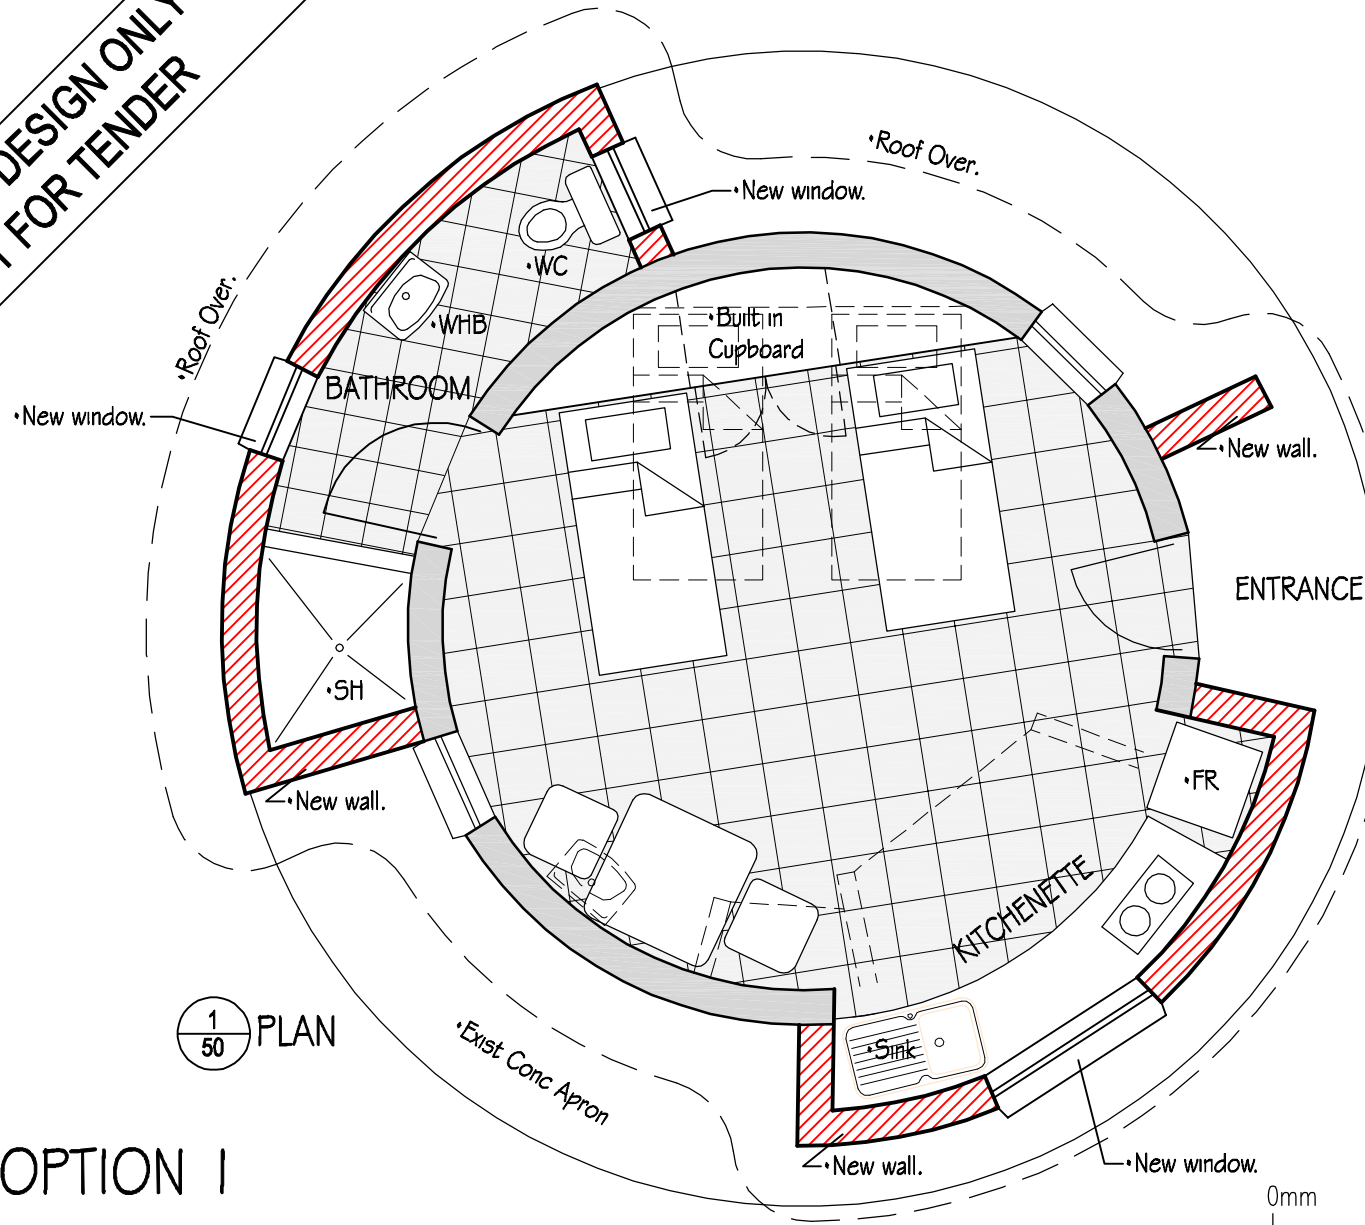 DESIGN ONLY
FOR TENDER
•Roof Over.
•New window.
•WC
•Roof Over.
•WHB
•Built in
Cupboard
BATHROOM
•New window.
•New wall.
ENTRANCE
•SH
•FR
•New wall.
KITCHENETTE
1
50
PLAN
•Sink
•Exist Conc Apron
•New wall.
•New window.
OPTION 1
0mm